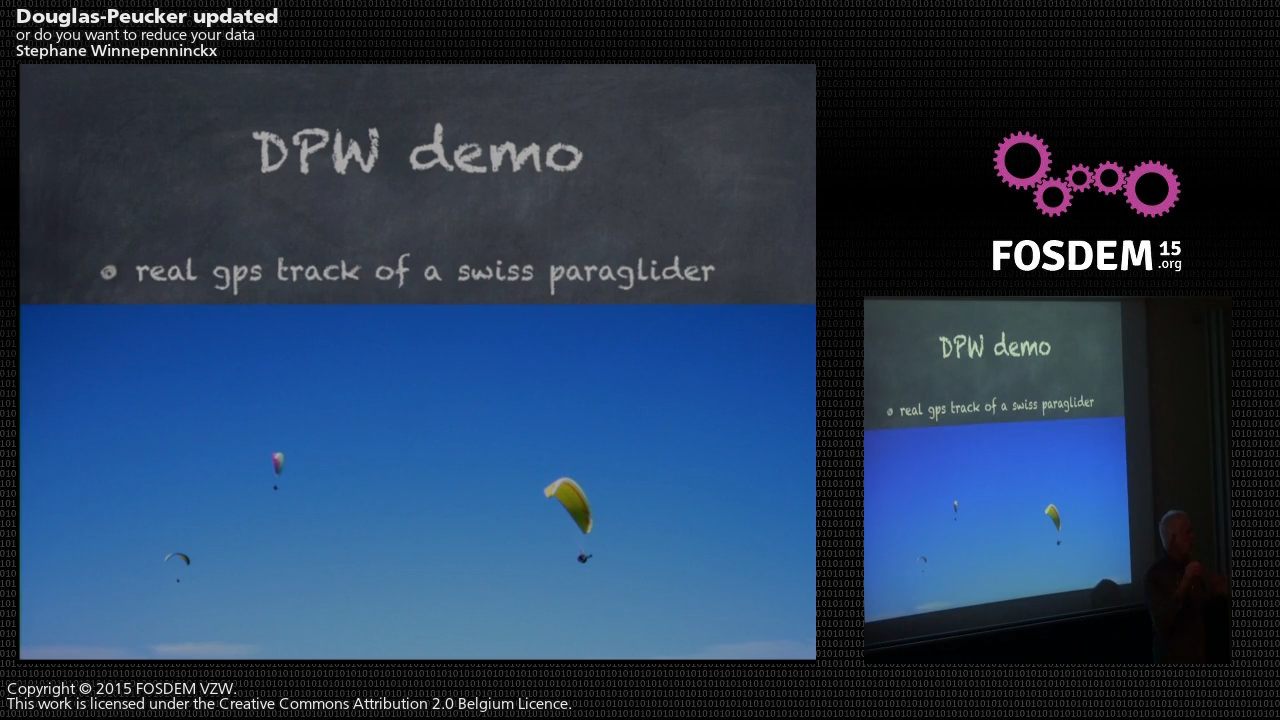 Douglas-Peucker updated
or do you want to reduce your data
Stephane Winnepenninckx
DPW demo
real gps track of a swiss paraglider
FOSDEM 15
.org
DPW demo
real gps track of a swiss paraglider
Copyright © 2015 FOSDEM VZW.
This work is licensed under the Creative Commons Attribution 2.0 Belgium Licence.